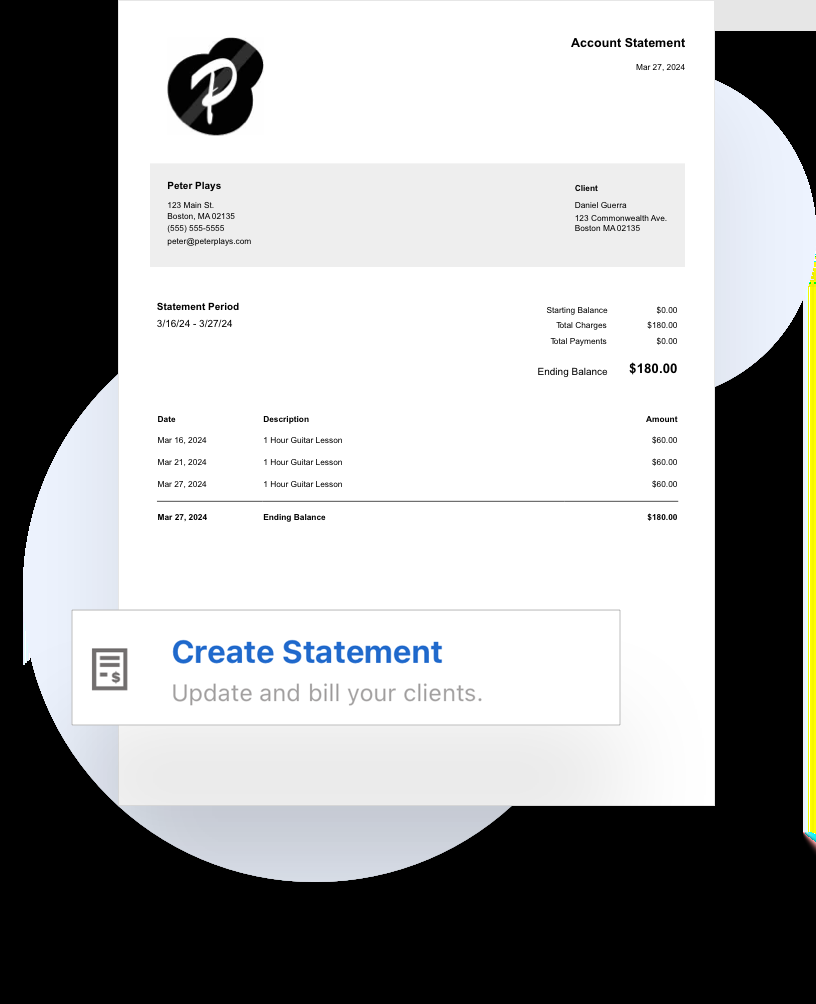 P
Account Statement
Mar 27, 2024
Peter Plays
123 Main St.
Boston, MA 02135
(555) 555-5555
peter@peterplays.com
Client
Daniel Guerra
123 Commonwealth Ave.
Boston MA 02135
Statement Period
3/16/24 - 3/27/24
Starting Balance $0.00
Total Charges $180.00
Total Payments $0.00
Ending Balance $180.00
Date Description Amount
Mar 16, 2024 1 Hour Guitar Lesson $60.00
Mar 21, 2024 1 Hour Guitar Lesson $60.00
Mar 27, 2024 1 Hour Guitar Lesson $60.00
Mar 27, 2024 Ending Balance $180.00
$
Create Statement
Update and bill your clients.